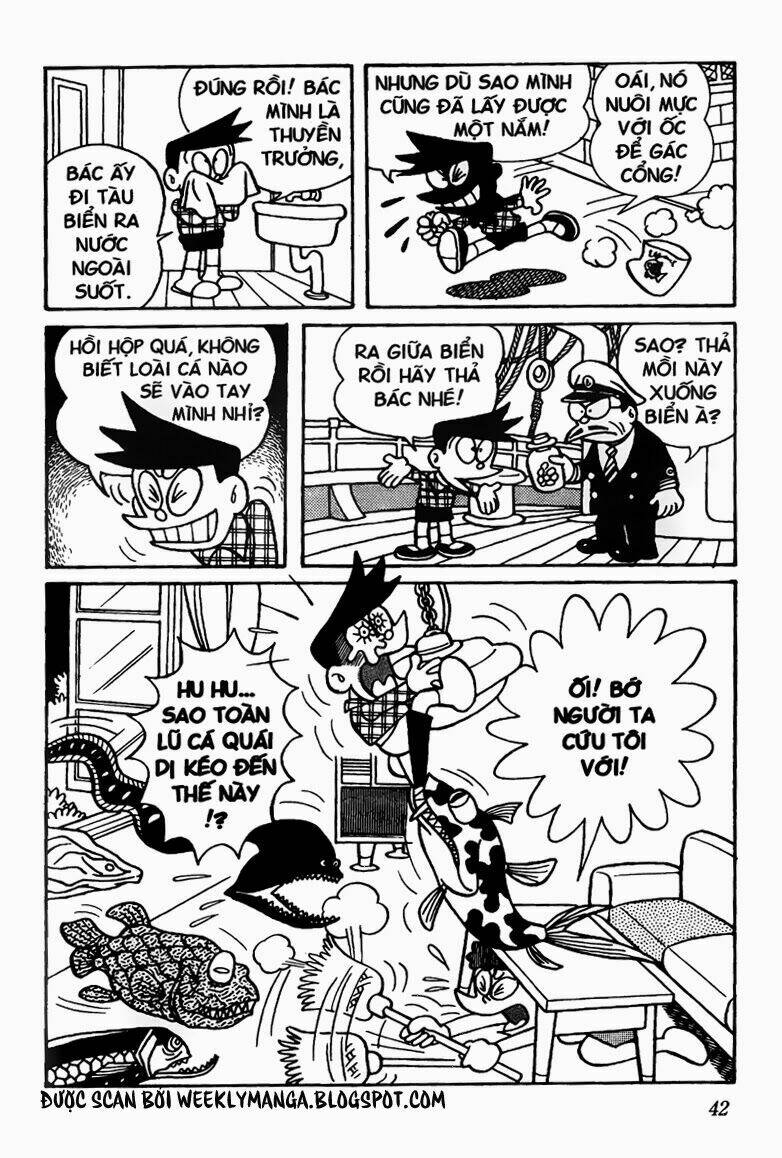 ĐÚNG RỒI! BÁC
MÌNH LÀ
THUYỀN
TRƯỞNG,
BÁC ẤY
ĐI TÀU
BIỂN RA
NƯỚC
NGOÀI
SUỐT.
NHƯNG DÙ SAO MÌNH
CŨNG ĐÃ LẤY ĐƯỢC
MỘT NẮM!
OÁI, NÓ
NUÔI MỰC
VỚI ỐC
ĐỂ GÁC
CỔNG!
HỒI HỘP QUÁ, KHÔNG
BIẾT LOÀI CÁ NÀO
SẼ VÀO TAY
MÌNH NHỈ?
RA GIỮA BIỂN
RỒI HÃY THẢ
BÁC NHÉ!
SAO? THẢ
MỒI NÀY
XUỐNG
BIỂN À?
HU HU...
SAO TOÀN
LŨ CÁ QUÁI
DỊ KÉO ĐẾN
THẾ NÀY
!?
ỐI! BỚ
NGƯỜI TA
CỨU TÔI
VỚI!
ĐƯỢC SCAN BỞI WEEKLYMANGA.BLOGSPOT.COM
42